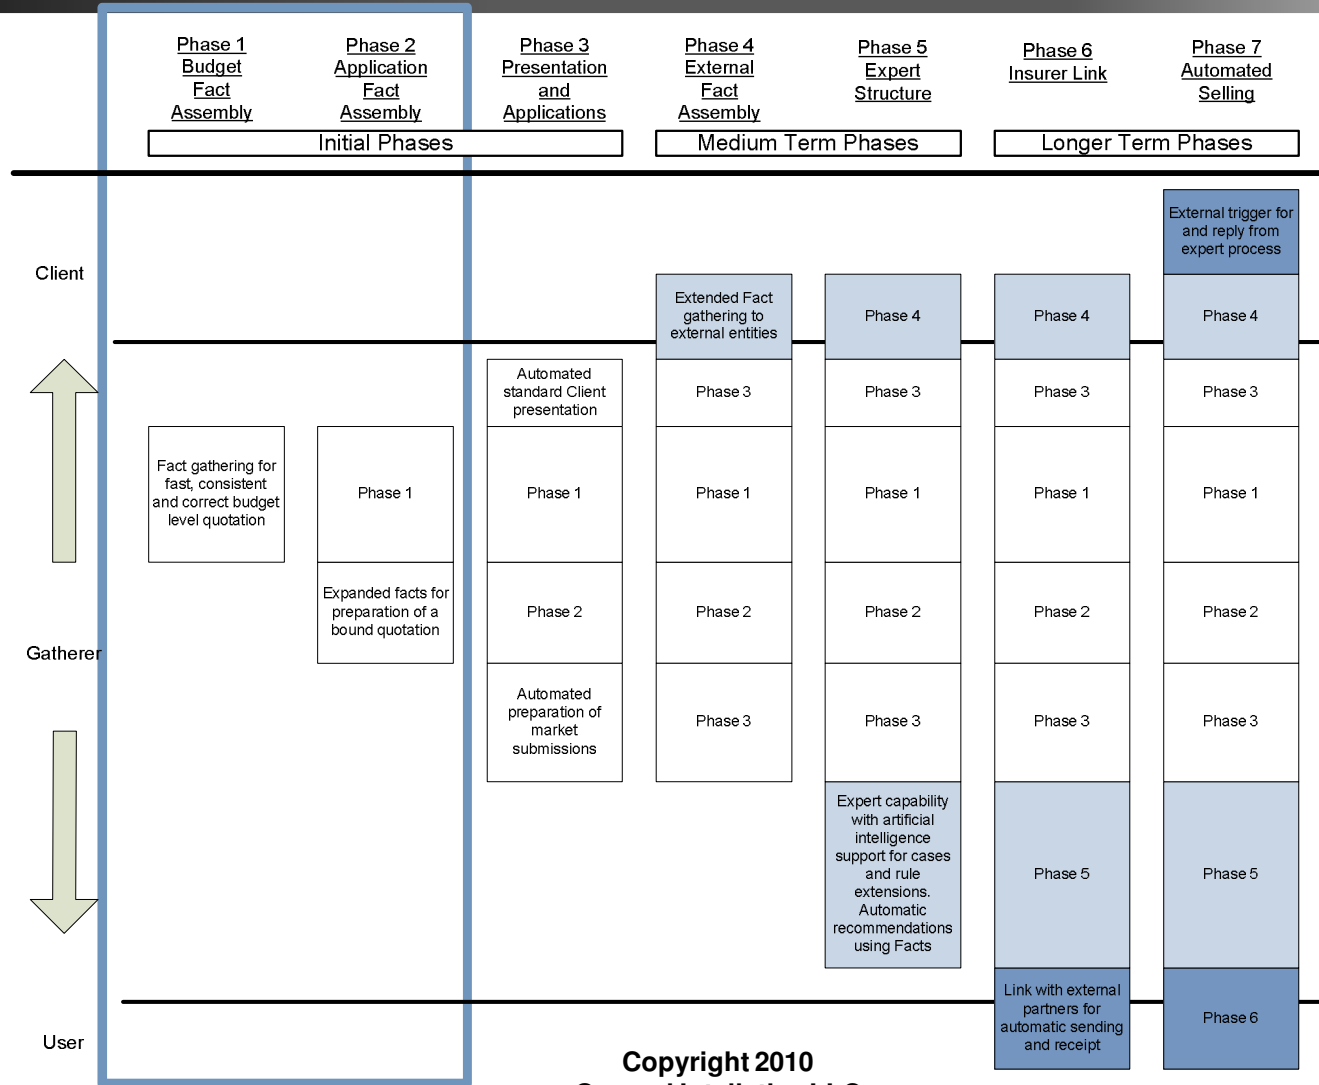 Phase 1
Budget
Fact
Assembly
Phase 2
Application
Fact
Assembly
Phase 3
Presentation
and
Applications
Phase 4
External
Fact
Assembly
Phase 5
Expert
Structure
Phase 6
Insurer Link
Phase 7
Automated
Selling
Initial Phases
Medium Term Phases
Longer Term Phases
Client
Gatherer
User
Fact gathering for
fast, consistent
and correct budget
level quotation
Phase 1
Expanded facts for
preparation of a
bound quotation
Automated
standard Client
presentation
Phase 1
Phase 2
Automated
preparation of
market
submissions
Extended Fact
gathering to
external entities
Phase 3
Phase 1
Phase 2
Phase 3
Phase 4
Phase 3
Phase 1
Phase 2
Phase 3
Expert capability
with artificial
intelligence
support for cases
and rule
extensions.
Automatic
recommendations
using Facts
Phase 4
Phase 3
Phase 1
Phase 2
Phase 3
Phase 5
Link with external
partners for
automatic sending
and receipt
External trigger for
and reply from
expert process
Phase 4
Phase 3
Phase 1
Phase 2
Phase 3
Phase 5
Phase 6
Copyright 2010